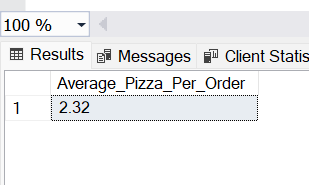 100 %
Results Messages Client Statis
Average_Pizza_Per_Order
1 2.32